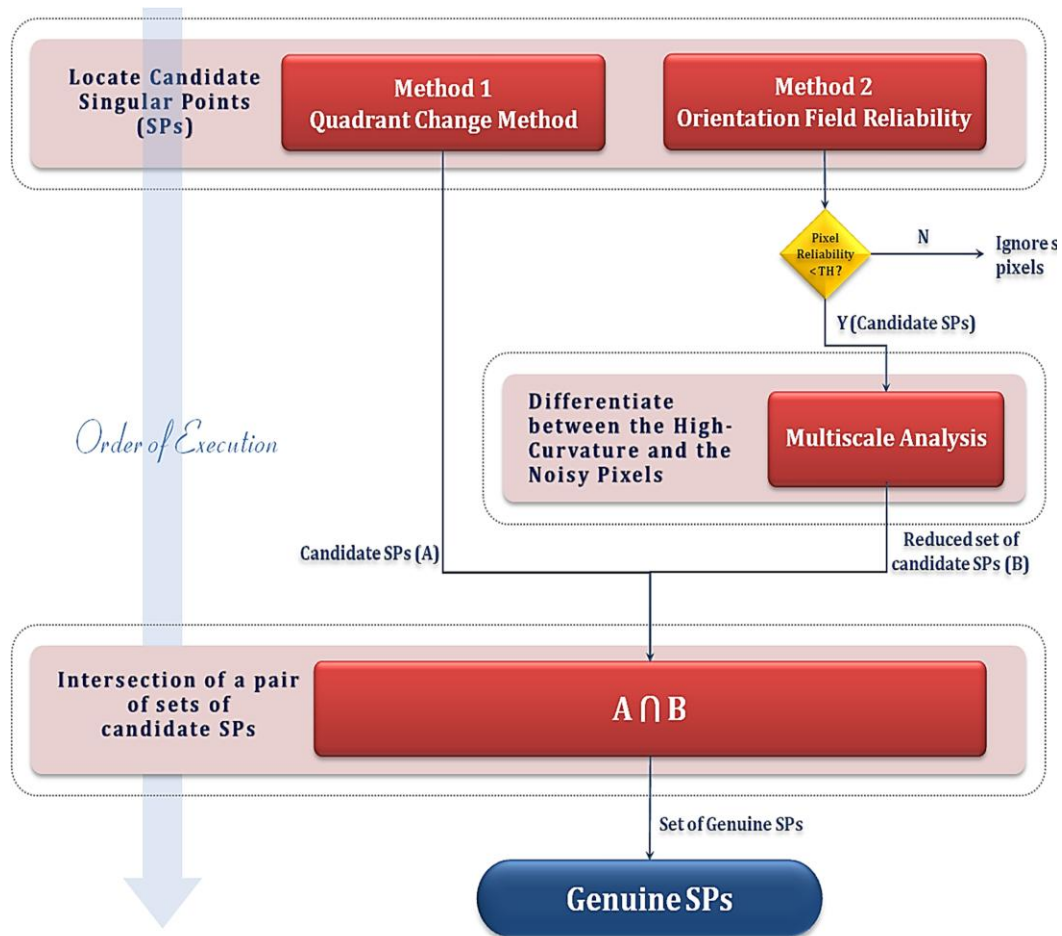 Locate Candidate
Singular Points
(SPs)
Method 1
Quadrant Change Method
Method 2
Orientation Field Reliability
Pixel
Reliability
< TH?
N
Ignore s
pixels
Y (Candidate SPs)
Differentiate
between the High-
Curvature and the
Noisy Pixels
Multiscale Analysis
Order of Execution
Candidate SPs (A)
Reduced set of
candidate SPs (B)
Intersection of a pair
of sets of
candidate SPs
A ∩ B
Set of Genuine SPs
Genuine SPs